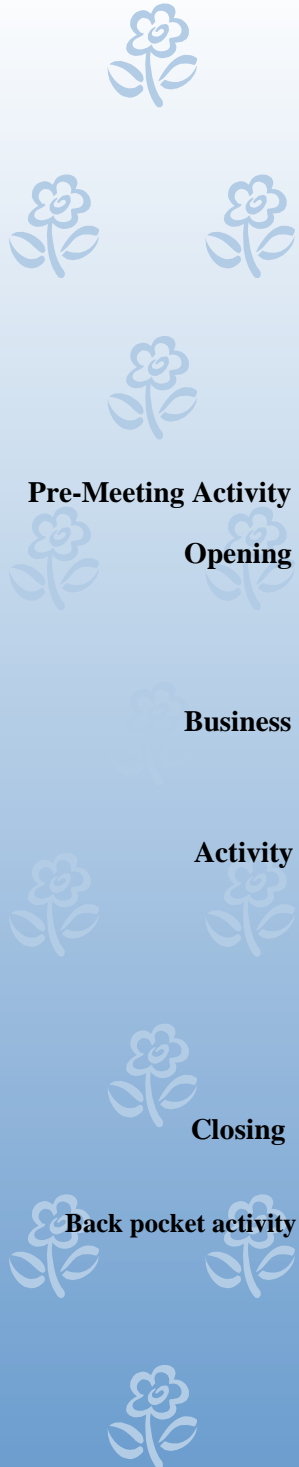 Pre-Meeting Activity
Opening
Business
Activity
Closing
Back pocket activity